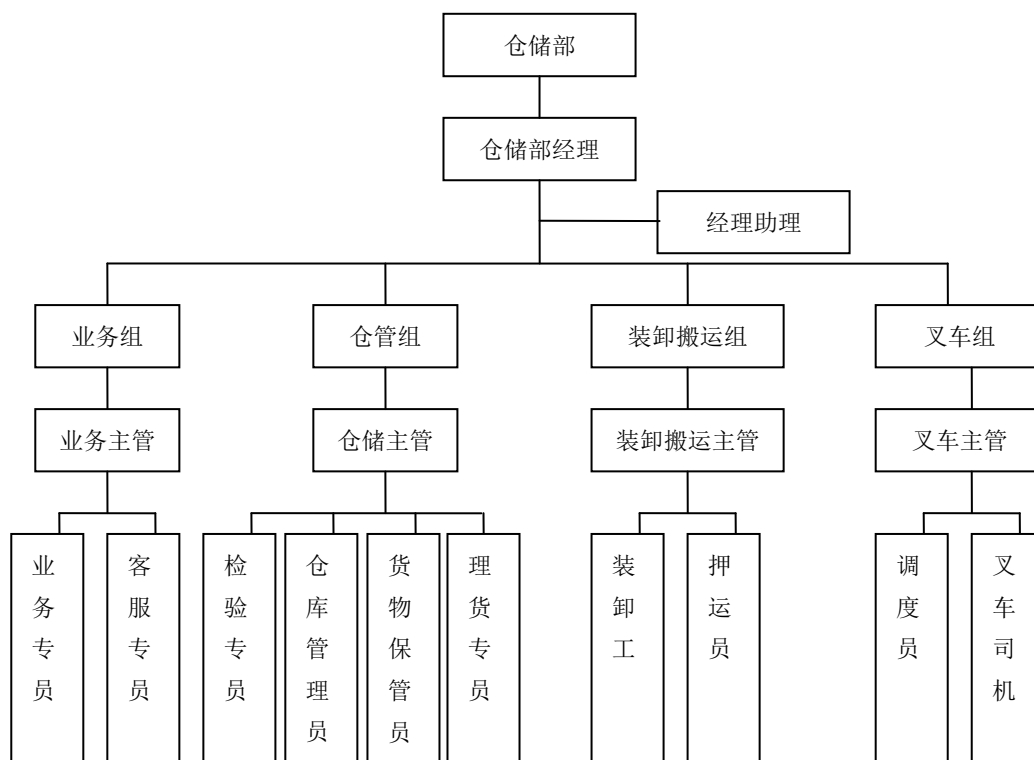 仓储部
仓储部经理
经理助理
业务组
仓管组
装卸搬运组
叉车组
业务主管
仓储主管
装卸搬运主管
叉车主管
业务专员
客服专员
检验专员
仓库管理员
货物保管员
理货专员
装卸工
押运员
调度员
叉车司机